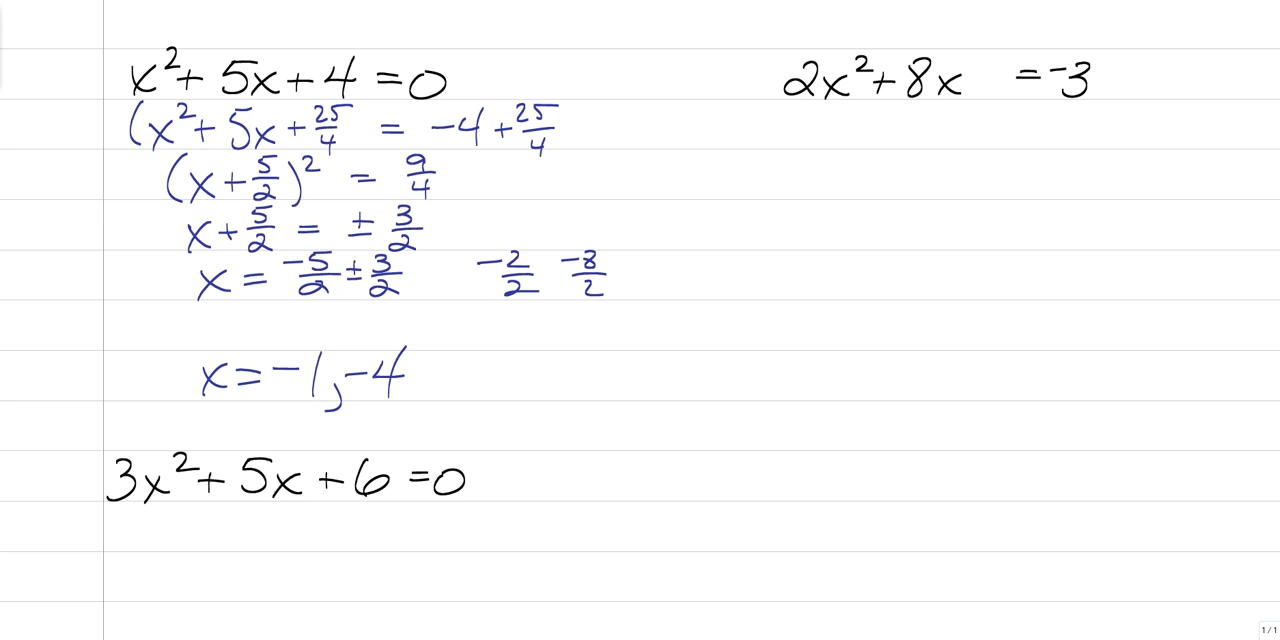 x² + 5x + 4 = 0
(x² + 5x + 25/4 = -4 + 25/4
(x + 5/2)² = 9/4
x + 5/2 = ± 3/2
x = -5/2 ± 3/2 -2/2 -8/2
x = -1, -4
3x² + 5x + 6 = 0
2x² + 8x = -3
1/1